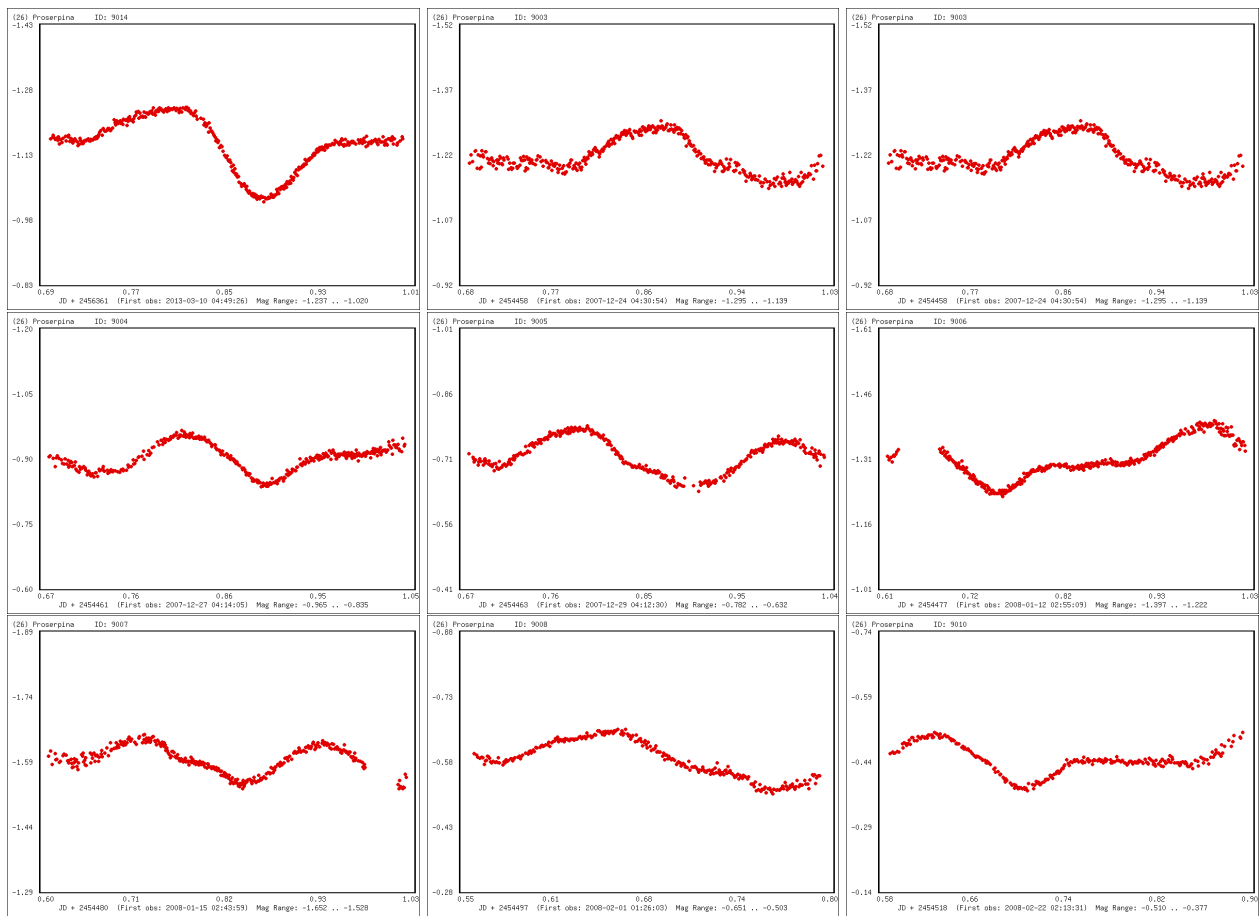 (26) Proserpina ID: 9014
-1.43
-1.28
-1.13
-0.98
-0.83
0.69 0.77 0.85 0.93 1.01
JD + 2456361 (First obs: 2013-03-10 04:49:26) Mag Range: -1.237 .. -1.020
(26) Proserpina ID: 9003
-1.52
-1.37
-1.22
-1.07
-0.92
0.68 0.77 0.86 0.94 1.03
JD + 2454458 (First obs: 2007-12-24 04:30:54) Mag Range: -1.295 .. -1.139
(26) Proserpina ID: 9003
-1.52
-1.37
-1.22
-1.07
-0.92
0.68 0.77 0.86 0.94 1.03
JD + 2454458 (First obs: 2007-12-24 04:30:54) Mag Range: -1.295 .. -1.139
(26) Proserpina ID: 9004
-1.20
-1.05
-0.90
-0.75
-0.60
0.67 0.76 0.86 0.95 1.05
JD + 2454461 (First obs: 2007-12-27 04:14:05) Mag Range: -0.965 .. -0.835
(26) Proserpina ID: 9005
-1.01
-0.86
-0.71
-0.56
-0.41
0.67 0.76 0.86 0.95 1.04
JD + 2454463 (First obs: 2007-12-29 04:12:30) Mag Range: -0.782 .. -0.632
(26) Proserpina ID: 9006
-1.61
-1.46
-1.31
-1.16
-1.01
0.61 0.72 0.82 0.92 1.03
JD + 2454477 (First obs: 2008-01-12 02:55:09) Mag Range: -1.397 .. -1.222
(26) Proserpina ID: 9007
-1.89
-1.74
-1.59
-1.44
-1.29
0.60 0.71 0.82 0.93 1.03
JD + 2454480 (First obs: 2008-01-15 02:43:59) Mag Range: -1.652 .. -1.528
(26) Proserpina ID: 9008
-0.88
-0.73
-0.58
-0.43
-0.28
0.55 0.61 0.68 0.74 0.80
JD + 2454497 (First obs: 2008-02-01 01:26:03) Mag Range: -0.651 .. -0.503
(26) Proserpina ID: 9010
-0.74
-0.59
-0.44
-0.29
-0.14
0.58 0.66 0.74 0.82
JD + 2454518 (First obs: 2008-02-22 02:13:31) Mag Range: -0.510 .. -0.377